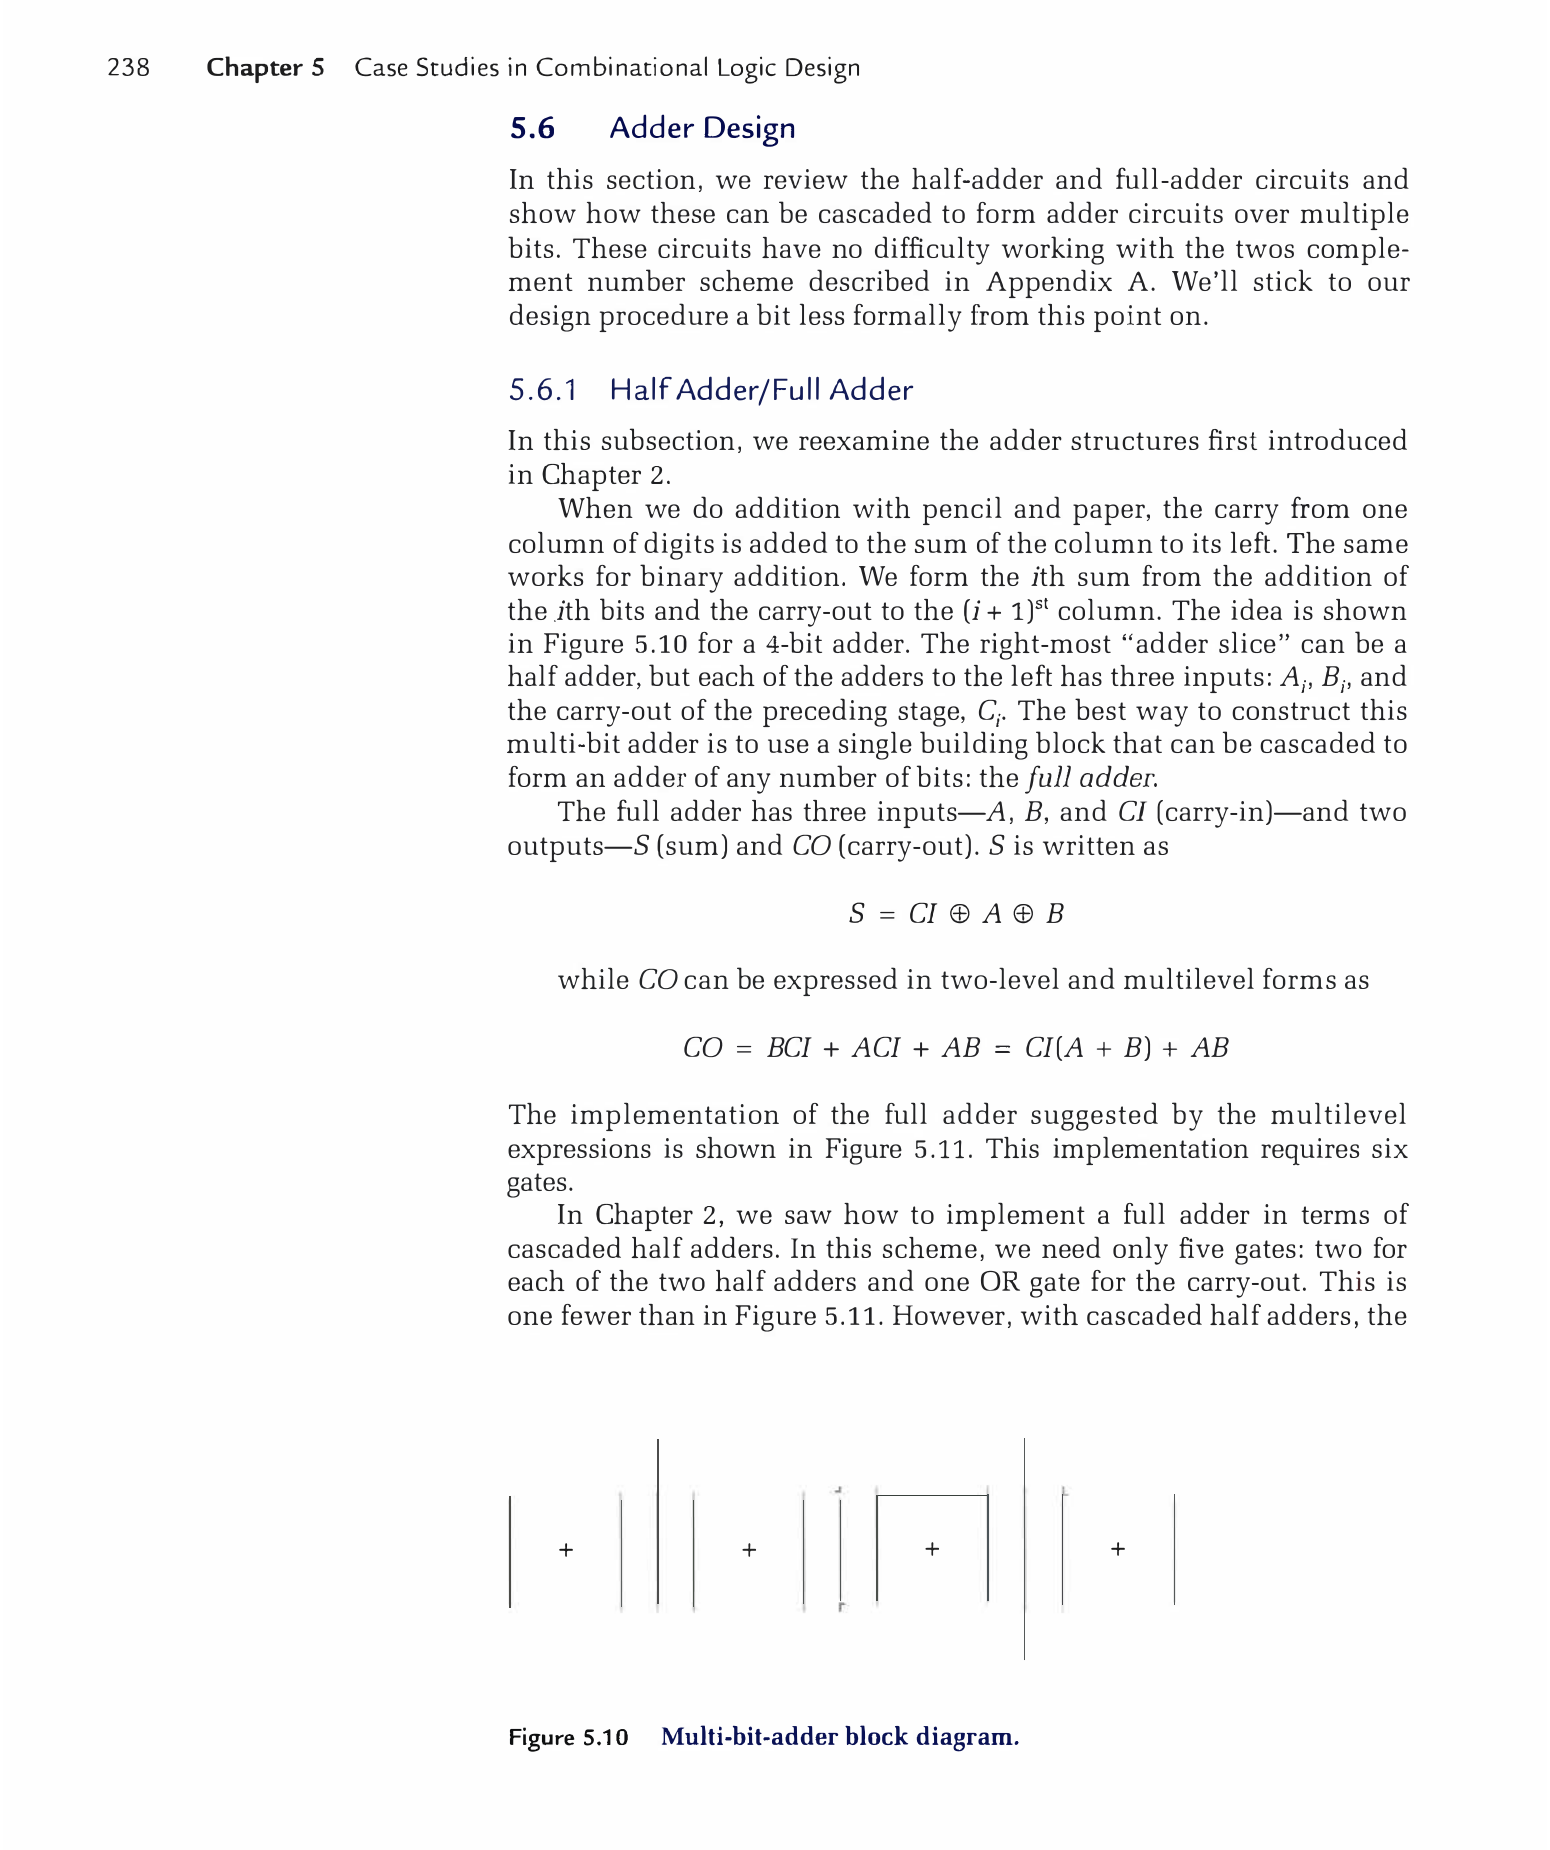 238 Chapter 5 Case Studies in Combinational Logic Design
5.6 Adder Design
In this section, we review the half-adder and full-adder circuits and
show how these can be cascaded to form adder circuits over multiple
bits. These circuits have no difficulty working with the twos comple-
ment number scheme described in Appendix A. We'll stick to our
design procedure a bit less formally from this point on.
5.6.1 Half Adder/Full Adder
In this subsection, we reexamine the adder structures first introduced
in Chapter 2.
When we do addition with pencil and paper, the carry from one
column of digits is added to the sum of the column to its left. The same
works for binary addition. We form the ith sum from the addition of
the ith bits and the carry-out to the (i + 1)st column. The idea is shown
in Figure 5.10 for a 4-bit adder. The right-most “adder slice” can be a
half adder, but each of the adders to the left has three inputs: Ai, Bi, and
the carry-out of the preceding stage, Ci. The best way to construct this
multi-bit adder is to use a single building block that can be cascaded to
form an adder of any number of bits: the full adder.
The full adder has three inputs—A, B, and CI (carry-in)—and two
outputs—S (sum) and CO (carry-out). S is written as
S = CI ⊕ A ⊕ B
while CO can be expressed in two-level and multilevel forms as
CO = BCI + ACI + AB = CI(A + B) + AB
The implementation of the full adder suggested by the multilevel
expressions is shown in Figure 5.11. This implementation requires six
gates.
In Chapter 2, we saw how to implement a full adder in terms of
cascaded half adders. In this scheme, we need only five gates: two for
each of the two half adders and one OR gate for the carry-out. This is
one fewer than in Figure 5.11. However, with cascaded half adders, the
+ + + +
Figure 5.10 Multi-bit-adder block diagram.